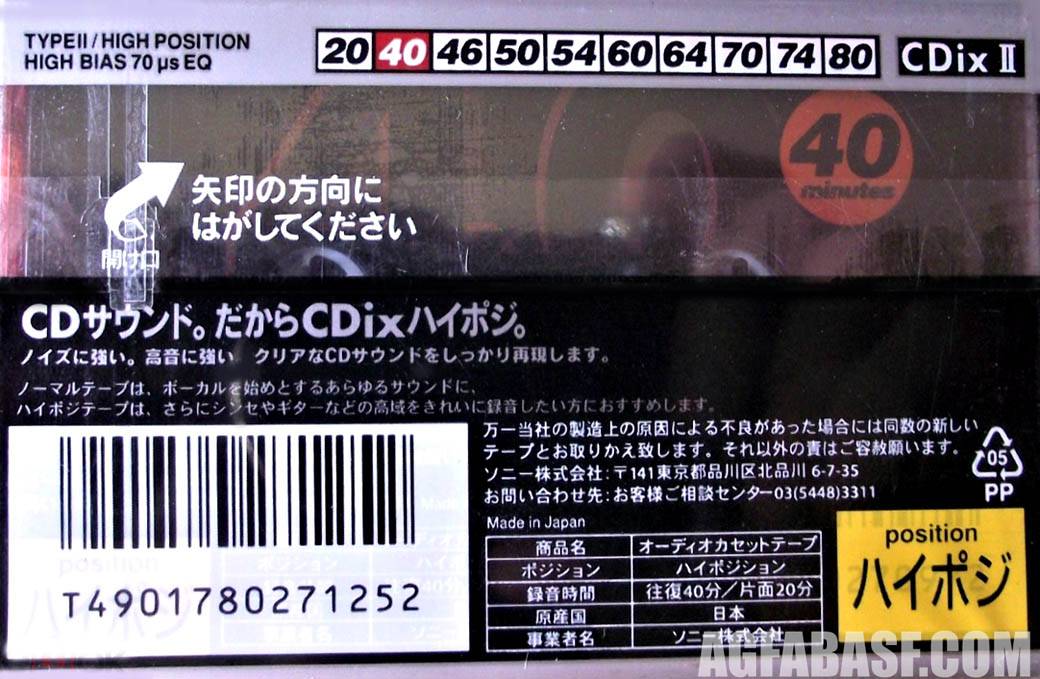 TYPEII/HIGH POSITION
HIGH BIAS 70 µs EQ
20 40 46 50 54 60 64 70 74 80
CDix II
40
minutes
矢印の方向に
はがしてください
開け口
CDサウンド。だからCDixハイポジ。
ノイズに強い。高音に強い クリアなCDサウンドをしっかり再現します。
ノーマルテープは、ボーカルを始めとするあらゆるサウンドに、
ハイポジテープは、さらにシンセやギターなどの高域をきれいに録音したい方におすすめします。
万一当社の製造上の原因による不良があった場合には同数の新しい
テープとお取りかえ致します。それ以外の責はご容赦願います。
ソニー株式会社:〒141東京都品川区北品川 6-7-35
お問い合わせ先:お客様ご相談センター03(5448)3311
05
PP
Made in Japan
商品名 オーディオカセットテープ
ポジション ハイポジション
録音時間 往復40分/片面20分
原産国 日本
事業者名 ソニー株式会社
position
ハイポジ
T4901780271252
AGFABASF.COM